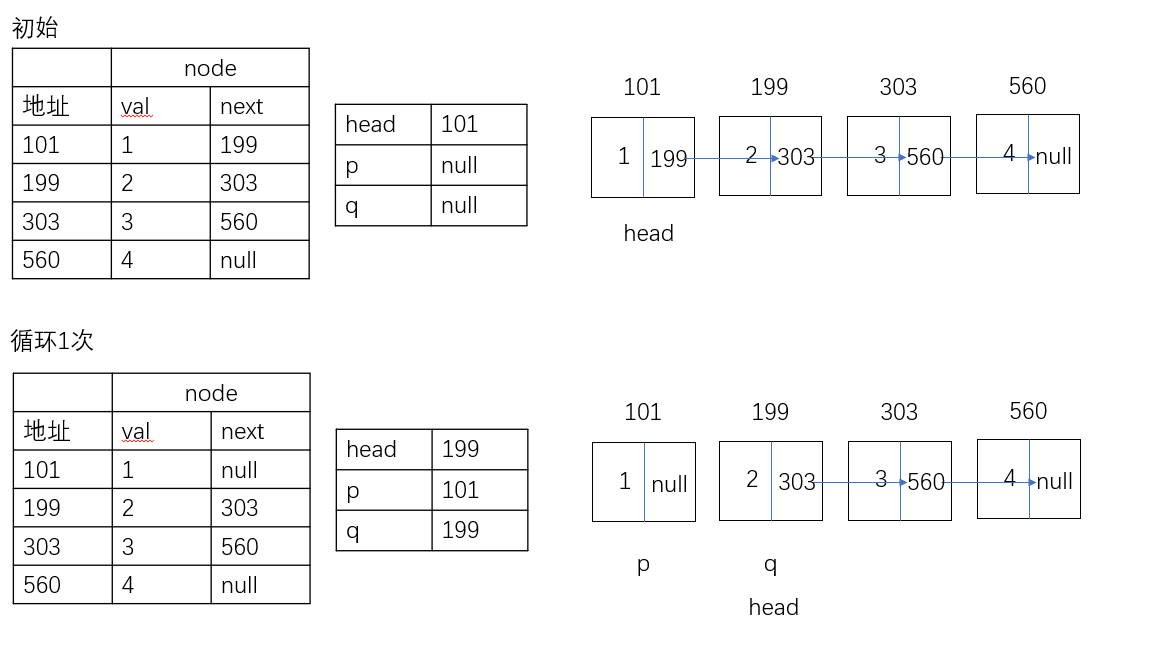 初始
node
地址 val next
101 1 199
199 2 303
303 3 560
560 4 null
head 101
p null
q null
101 199 303 560
1 199 2 303 3 560 4 null
head
循环1次
node
地址 val next
101 1 null
199 2 303
303 3 560
560 4 null
head 199
p 101
q 199
101 199 303 560
1 null 2 303 3 560 4 null
p q
head